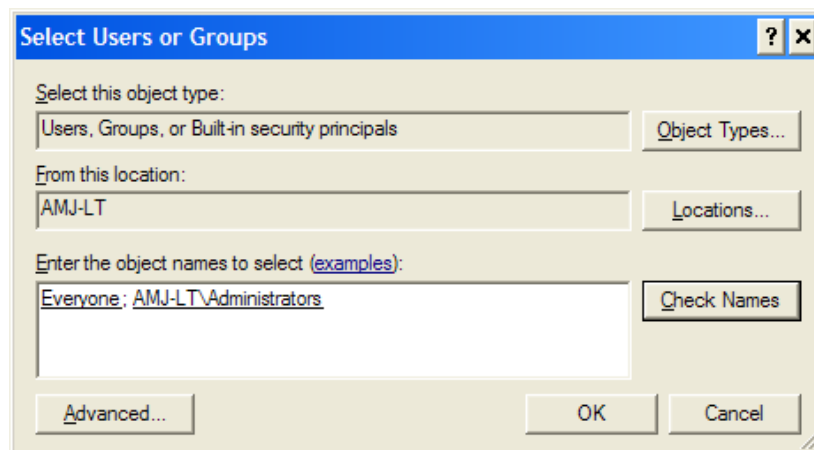 Select Users or Groups
Select this object type:
Users, Groups, or Built-in security principals
Object Types...
From this location:
AMJ-LT
Locations...
Enter the object names to select (examples):
Everyone; AMJ-LT\Administrators
Check Names
Advanced...
OK
Cancel